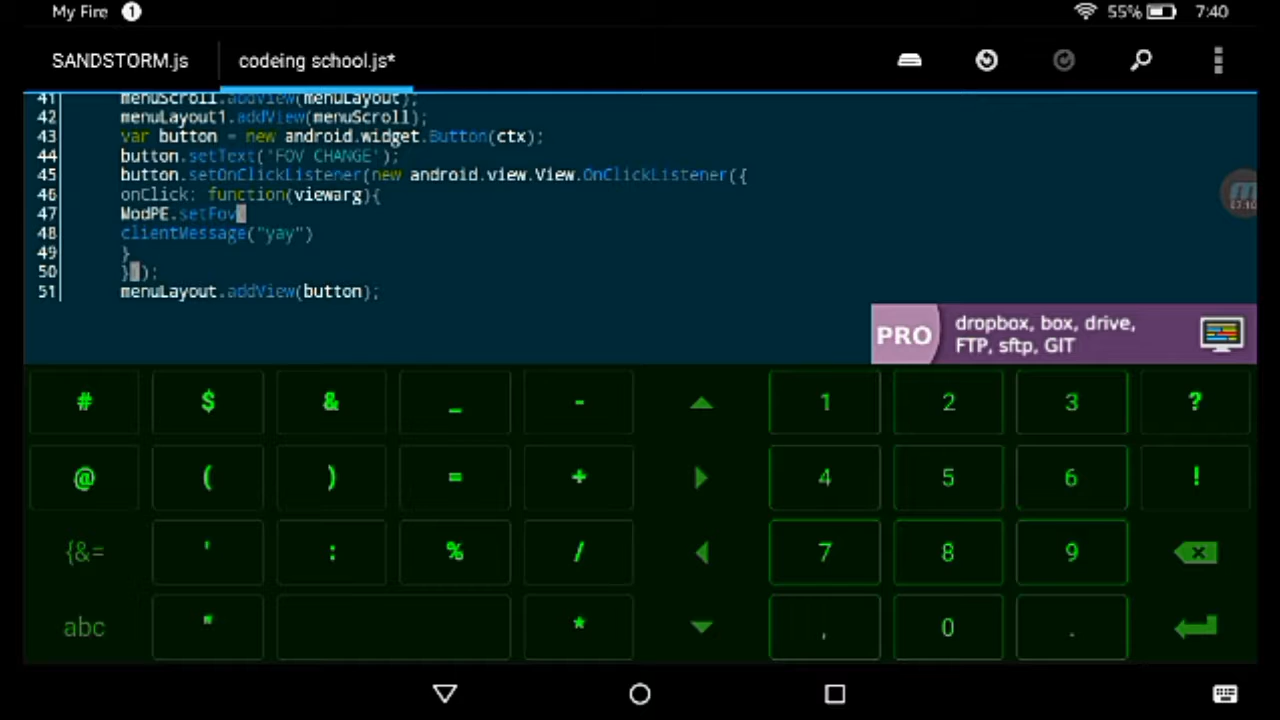 My Fire 1 55% 7:40
SANDSTORM.js codeing school.js*
41 menuScroll.addView(menuLayout);
42 menuLayout1.addView(menuScroll);
43 var button = new android.widget.Button(ctx);
44 button.setText('FOV CHANGE');
45 button.setOnClickListener(new android.view.View.OnClickListener({
46 onClick: function(viewarg){
47 ModPE.setFov
48 clientMessage("yay")
49 }
50 }));
51 menuLayout.addView(button);
PRO dropbox, box, drive,
FTP, sftp, GIT
# $ & _ - 1 2 3 ?
@ ( ) = + 4 5 6 !
{&= ' : % / 7 8 9
abc " * , 0 .